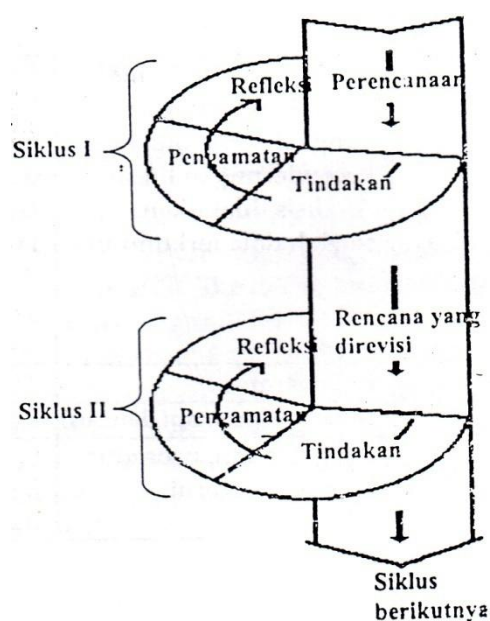 Refleksi
Perencanaan
Siklus I
Pengamatan
Tindakan
Rencana yang
direvisi
Refleksi
Siklus II
Pengamatan
Tindakan
Siklus
berikutnya